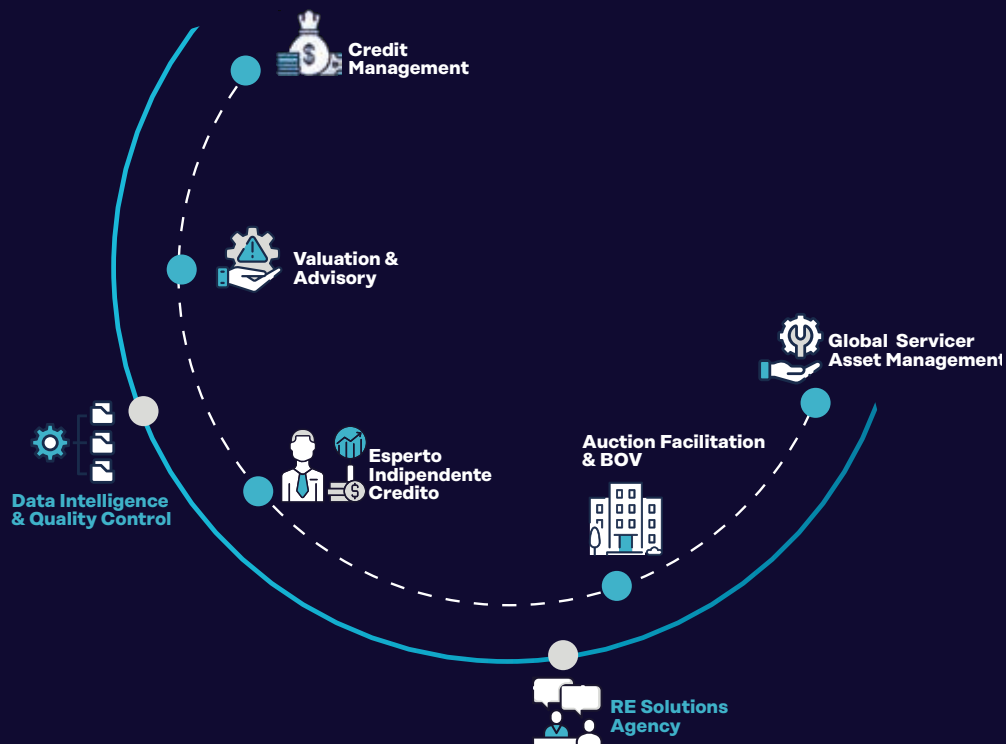 Credit
Management
Valuation &
Advisory
Global Servicer
Asset Management
Auction Facilitation
& BOV
Esperto
Indipendente
Credito
Data Intelligence
& Quality Control
RE Solutions
Agency